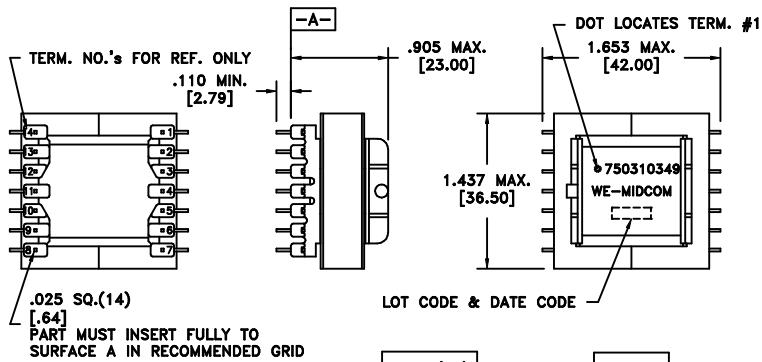 -A-
DOT LOCATES TERM. #1
.905 MAX.
[23.00]
1.653 MAX.
[42.00]
TERM. NO.'s FOR REF. ONLY
.110 MIN.
[2.79]
4 1
3 2
2 3
1 4
0 5
9 6
8 7
1.437 MAX.
[36.50]
750310349
WE-MIDCOM
.025 SQ.(14)
[.64]
LOT CODE & DATE CODE
PART MUST INSERT FULLY TO
SURFACE A IN RECOMMENDED GRID